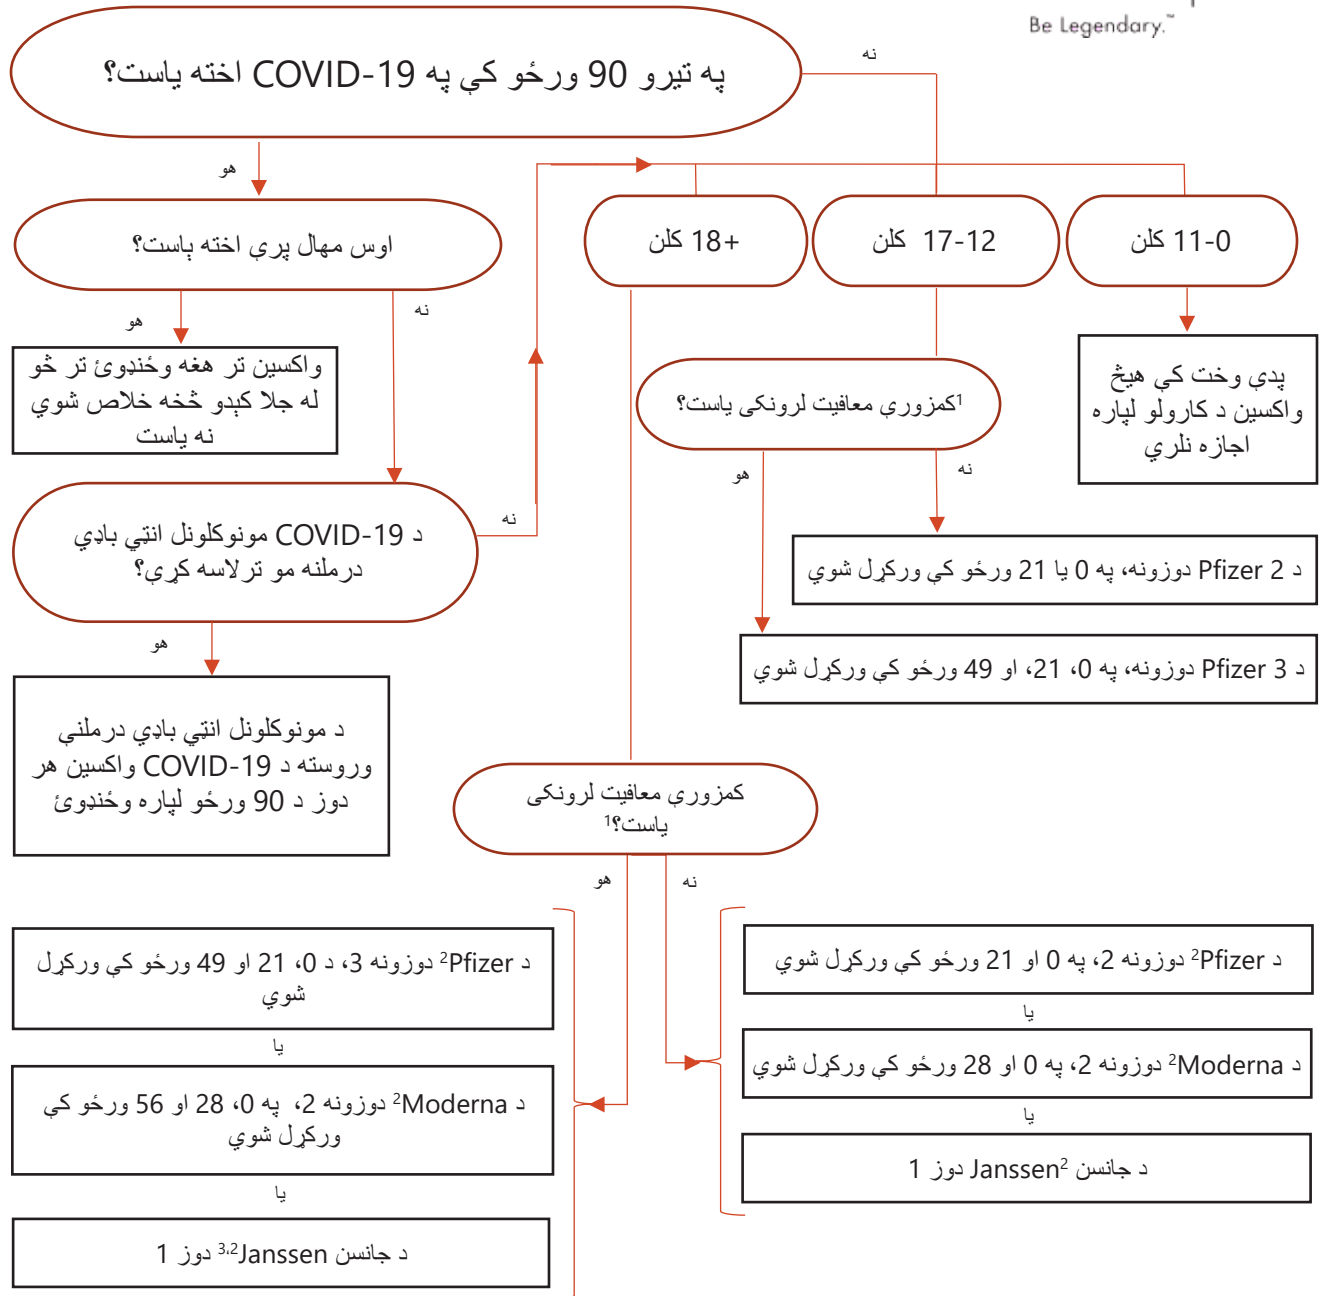 Be Legendary.™
په تیرو 90 ورځو کې په COVID-19 اخته یاست؟
نه
هو
اوس مهال پرې اخته یاست؟
18+ کلن
12-17 کلن
0-11 کلن
هو
نه
واکسین تر هغه وځنډوئ تر څو
له جلا کېدو څخه خلاص شوي
نه یاست
کمزورې معافیت لرونکی یاست؟1
پدې وخت کې هیڅ
واکسین د کارولو لپاره
اجازه نلري
هو
نه
د COVID-19 مونوکلونل انټي باډي
درملنه مو ترلاسه کړې؟
نه
هو
د Pfizer 2 دوزونه، په 0 یا 21 ورځو کې ورکړل شوي
د Pfizer 3 دوزونه، په 0، 21، او 49 ورځو کې ورکړل شوي
د مونوکلونل انټي باډي درملنې
وروسته د COVID-19 واکسین هر
دوز د 90 ورځو لپاره وځنډوئ
کمزورې معافیت لرونکی
یاست؟1
هو
نه
د Pfizer2 دوزونه 2، په 0 او 21 ورځو کې ورکړل شوي
یا
د Moderna2 دوزونه 2، په 0 او 28 ورځو کې ورکړل شوي
یا
د جانسن Janssen2 دوز 1
د Pfizer2 دوزونه 3، د 0، 21 او 49 ورځو کې ورکړل
شوي
یا
د Moderna2 دوزونه 2، په 0، 28 او 56 ورځو کې
ورکړل شوي
یا
د جانسن Janssen3،2 دوز 1